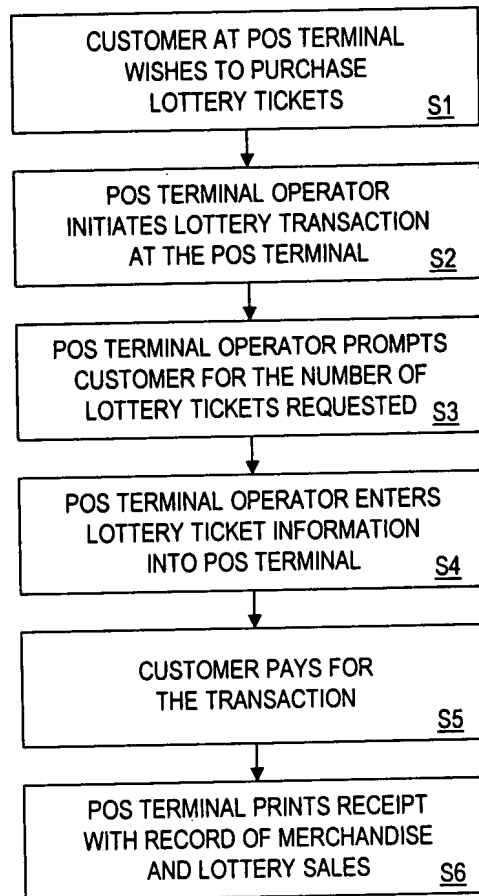 CUSTOMER AT POS TERMINAL
WISHES TO PURCHASE
LOTTERY TICKETS
S1
POS TERMINAL OPERATOR
INITIATES LOTTERY TRANSACTION
AT THE POS TERMINAL
S2
POS TERMINAL OPERATOR PROMPTS
CUSTOMER FOR THE NUMBER OF
LOTTERY TICKETS REQUESTED
S3
POS TERMINAL OPERATOR ENTERS
LOTTERY TICKET INFORMATION
INTO POS TERMINAL
S4
CUSTOMER PAYS FOR
THE TRANSACTION
S5
POS TERMINAL PRINTS RECEIPT
WITH RECORD OF MERCHANDISE
AND LOTTERY SALES
S6